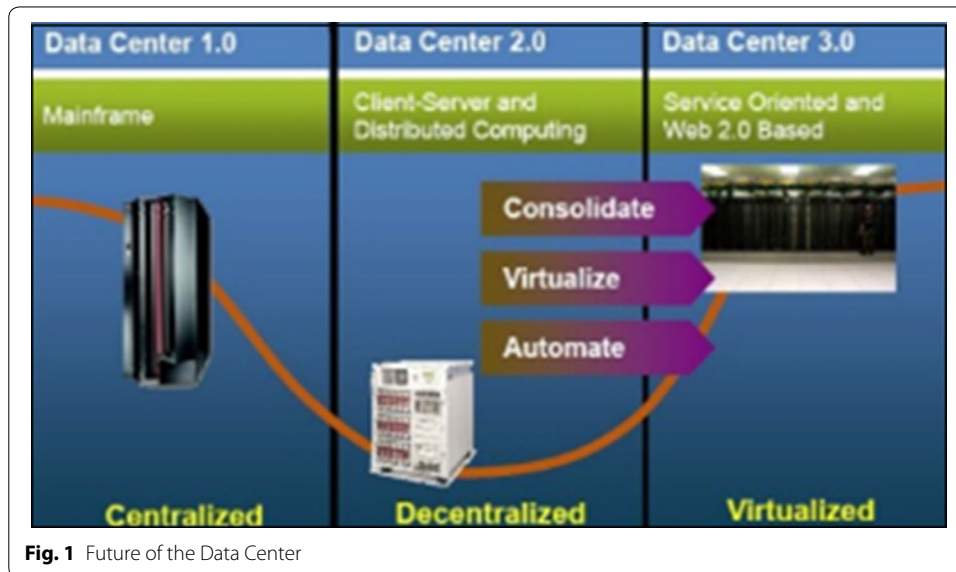 Data Center 1.0
Data Center 2.0
Data Center 3.0
Mainframe
Client-Server and
Distributed Computing
Service Oriented and
Web 2.0 Based
Consolidate
Virtualize
Automate
Centralized
Decentralized
Virtualized
Fig. 1 Future of the Data Center